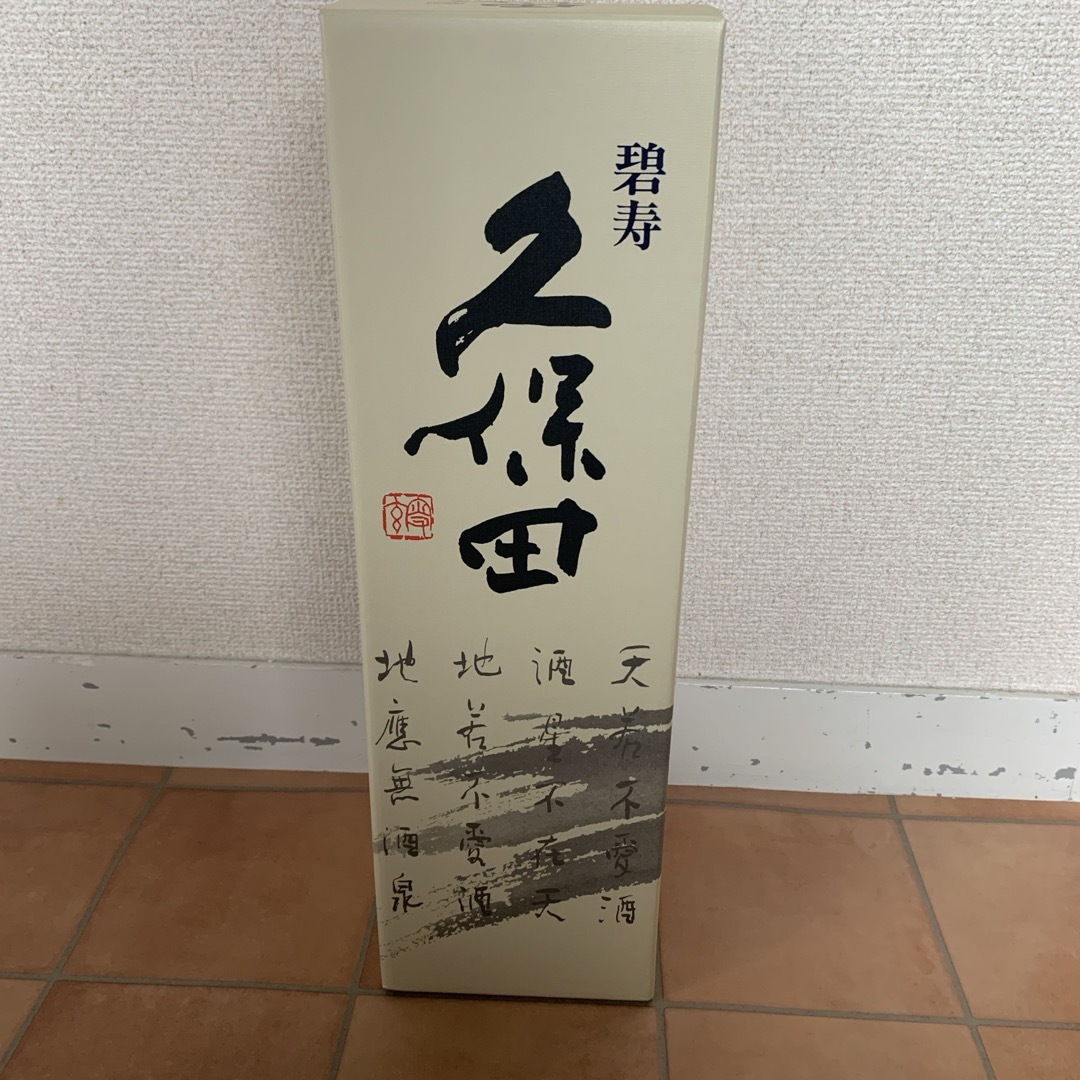 碧寿
久保田
天若不愛酒
酒星不在天
地若不愛酒
地應無酒泉